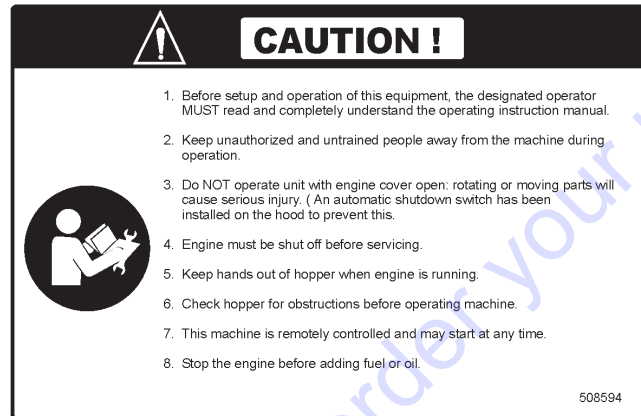 CAUTION !
1. Before setup and operation of this equipment, the designated operator
MUST read and completely understand the operating instruction manual.
2. Keep unauthorized and untrained people away from the machine during
operation.
3. Do NOT operate unit with engine cover open: rotating or moving parts will
cause serious injury. ( An automatic shutdown switch has been
installed on the hood to prevent this.
4. Engine must be shut off before servicing.
5. Keep hands out of hopper when engine is running.
6. Check hopper for obstructions before operating machine.
7. This machine is remotely controlled and may start at any time.
8. Stop the engine before adding fuel or oil.
508594
order your